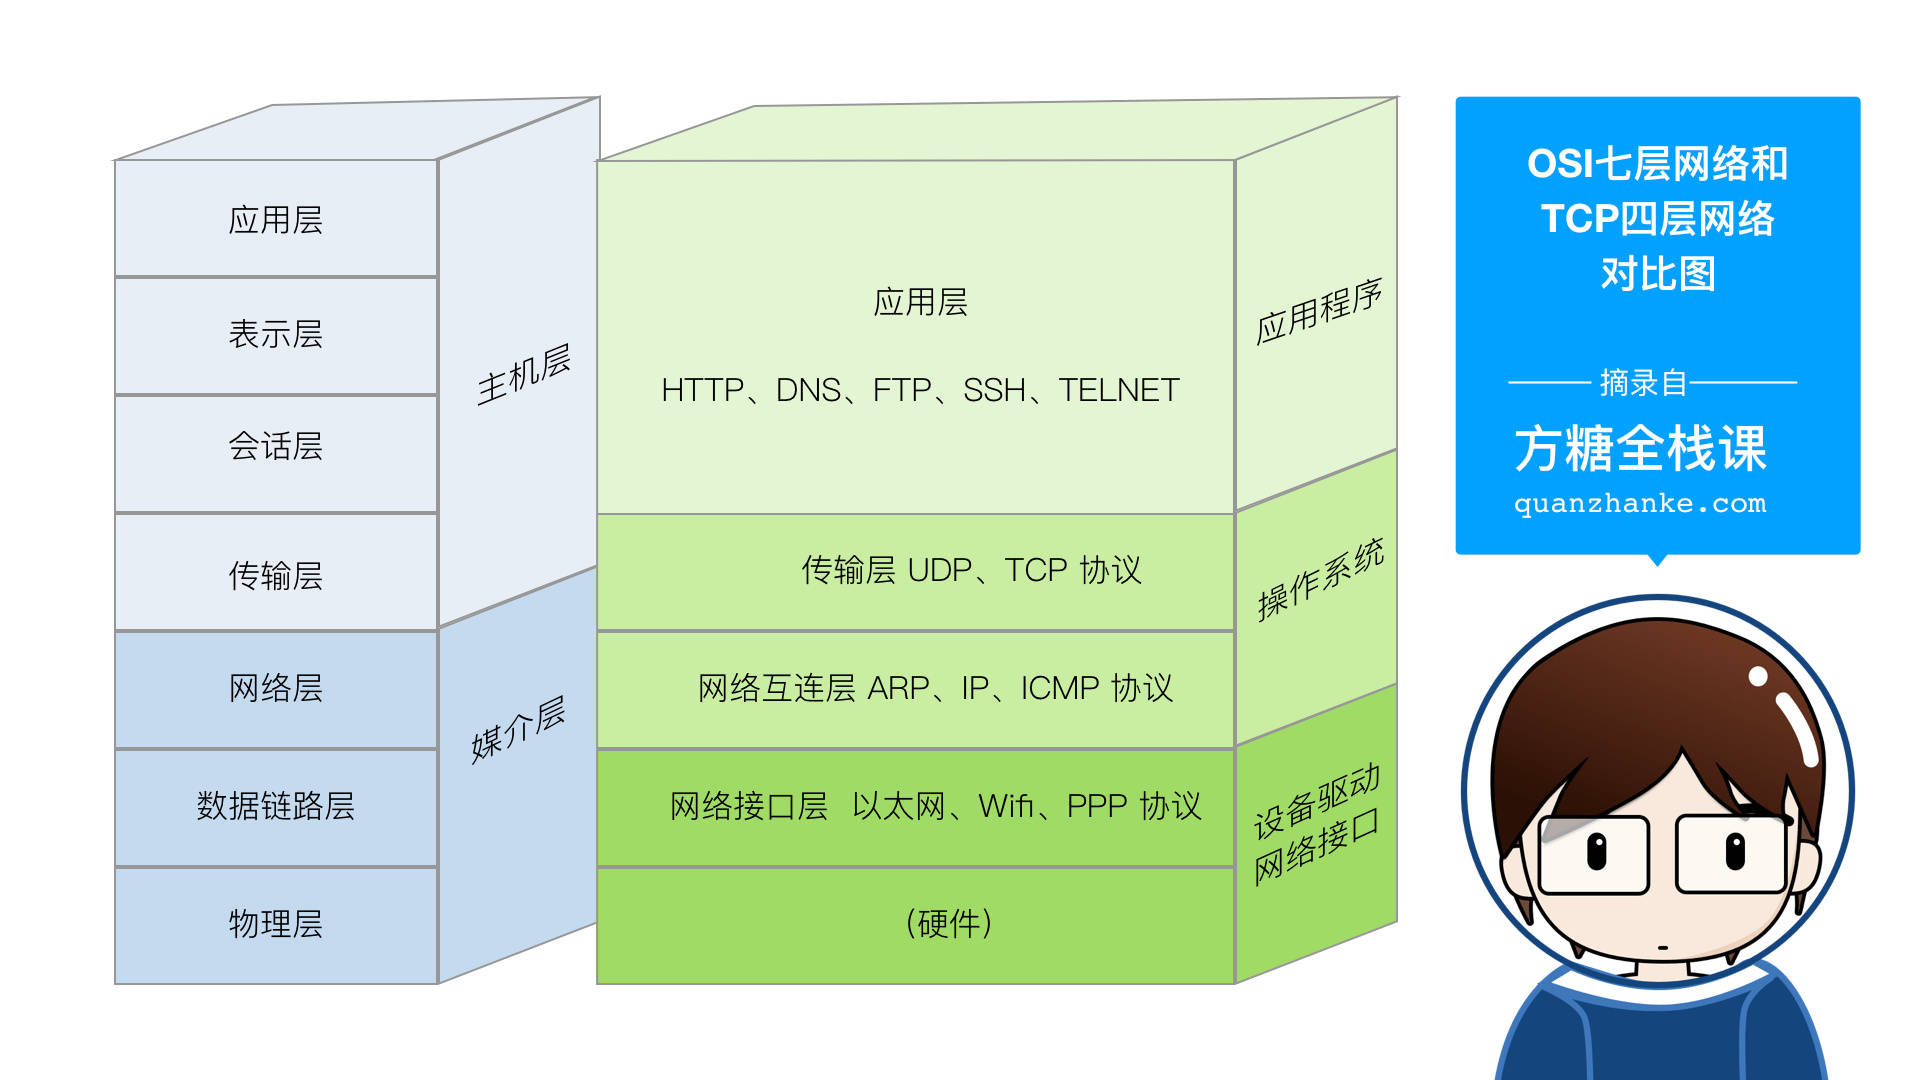 应用层
表示层
会话层
传输层
网络层
数据链路层
物理层
主机层
媒介层
应用层
HTTP、DNS、FTP、SSH、TELNET
传输层 UDP、TCP 协议
网络互连层 ARP、IP、ICMP 协议
网络接口层 以太网、Wifi、PPP 协议
（硬件）
应用程序
操作系统
设备驱动
网络接口
OSI七层网络和
TCP四层网络
对比图
摘录自
方糖全栈课
quanzhanke.com